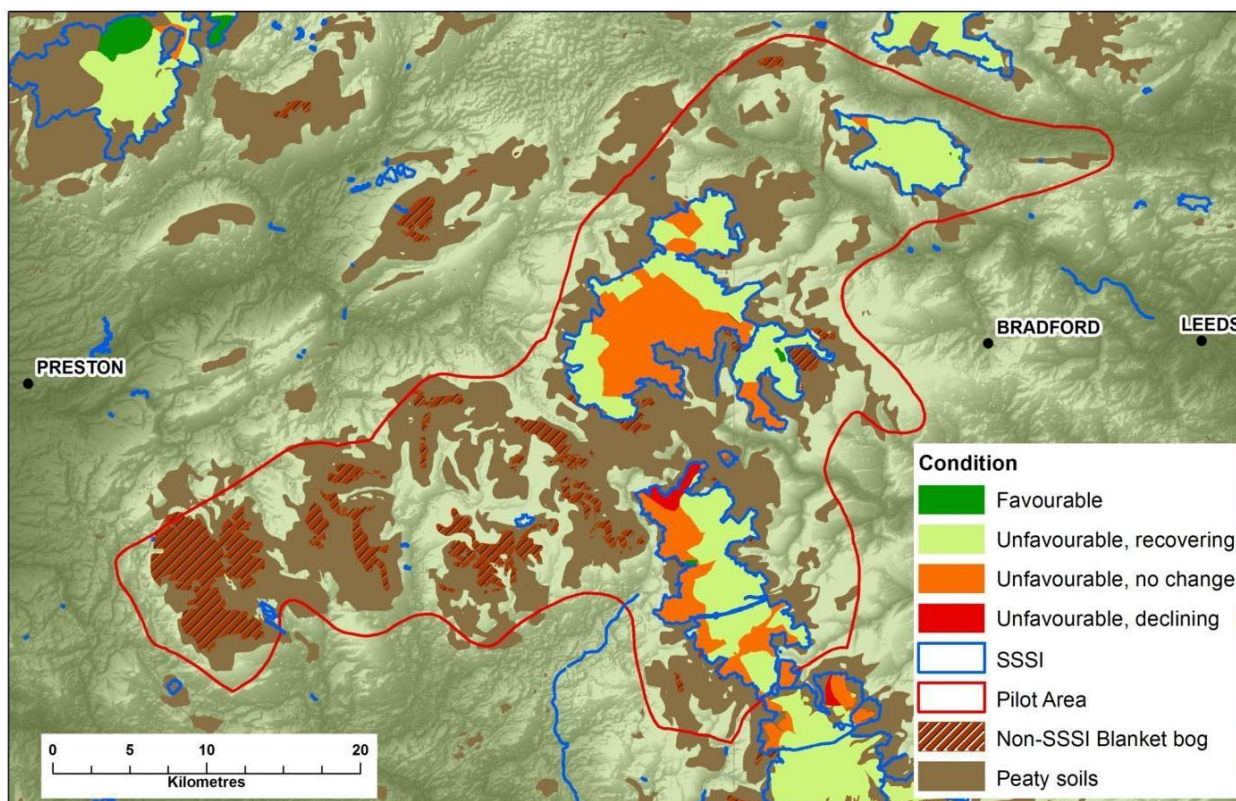 PRESTON
BRADFORD
LEEDS
Condition
Favourable
Unfavourable, recovering
Unfavourable, no change
Unfavourable, declining
SSSI
Pilot Area
Non-SSSI Blanket bog
Peaty soils
0 5 10 20
Kilometres